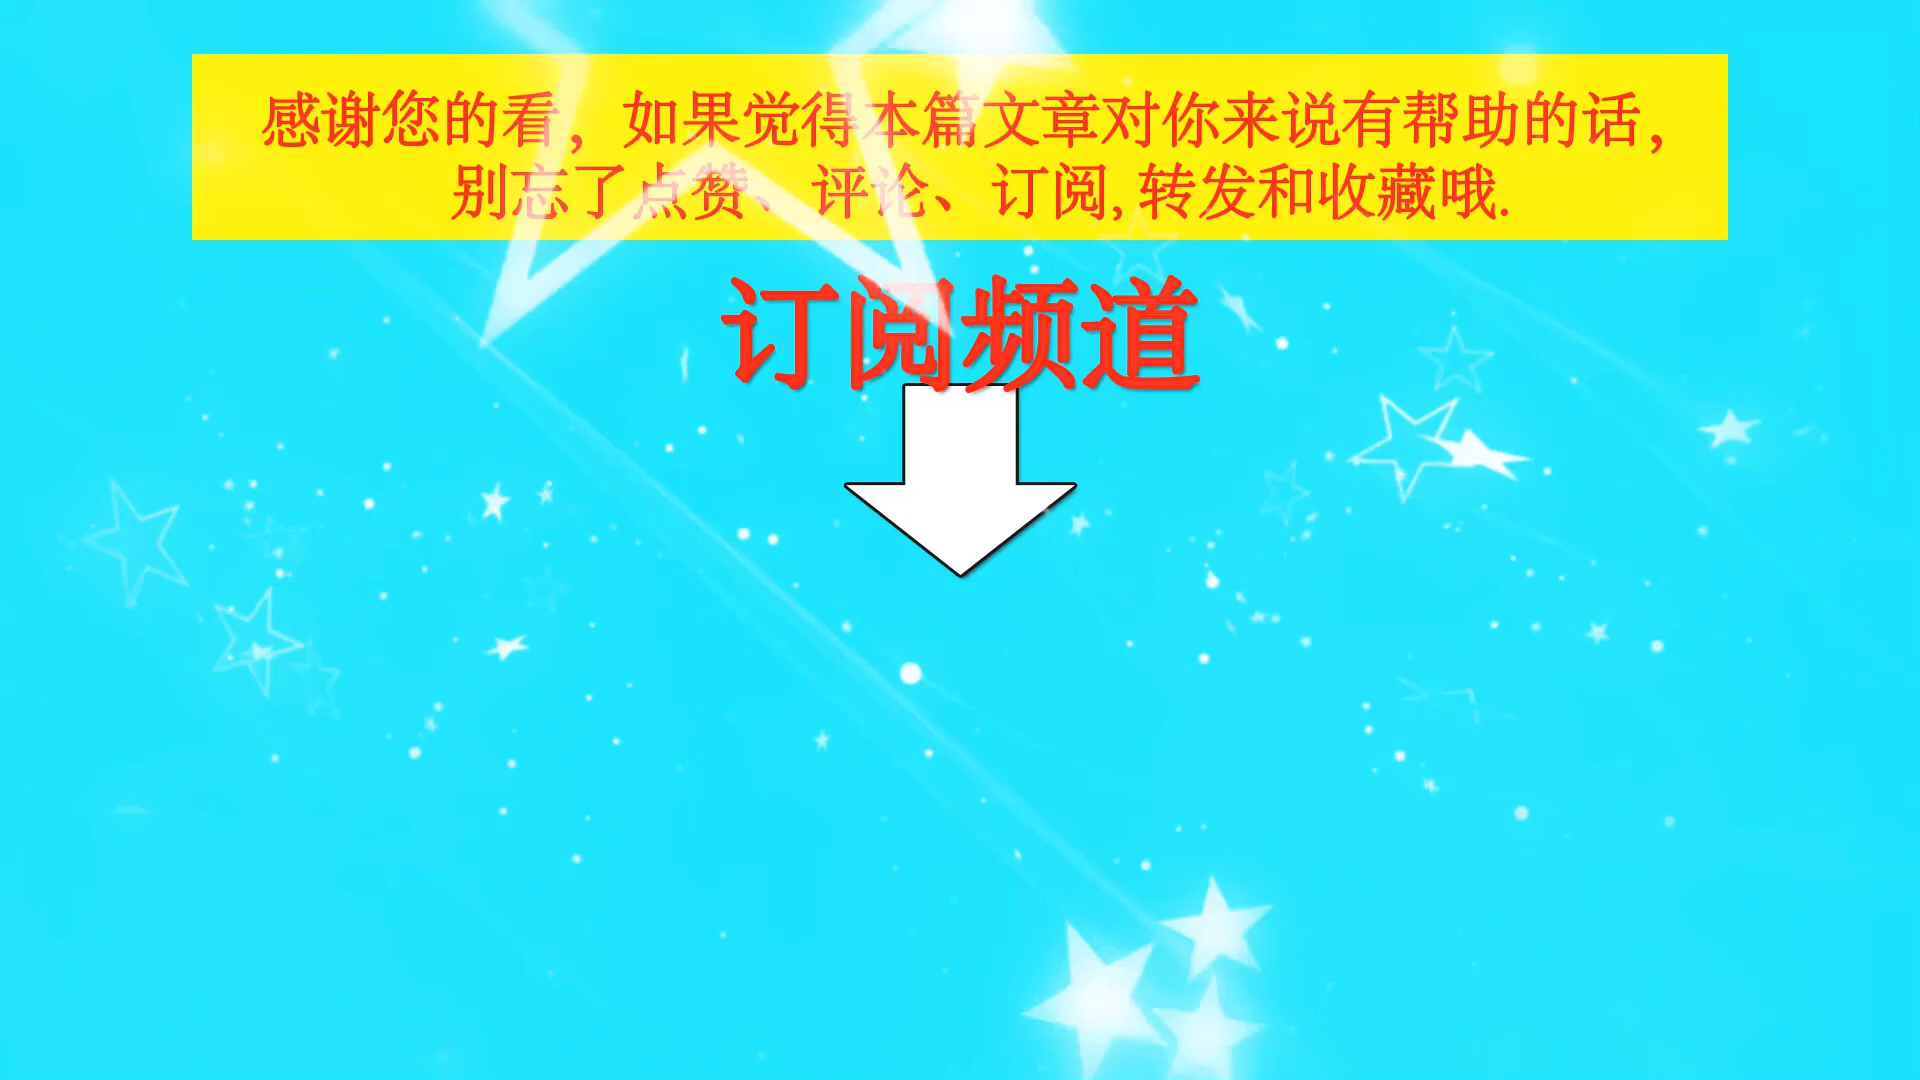 感谢您的看，如果觉得本篇文章对你来说有帮助的话，
别忘了点赞、评论、订阅,转发和收藏哦.
订阅频道